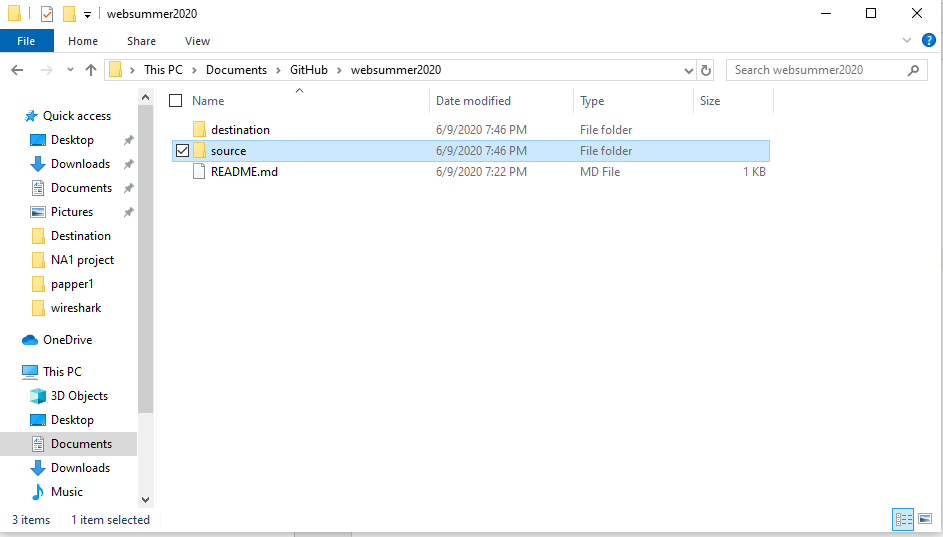 websummer2020
File Home Share View
This PC Documents GitHub websummer2020
Search websummer2020
Quick access
Desktop
Downloads
Documents
Pictures
Destination
NA1 project
papper1
wireshark
OneDrive
This PC
3D Objects
Desktop
Documents
Downloads
Music
Name Date modified Type Size
destination 6/9/2020 7:46 PM File folder
source 6/9/2020 7:46 PM File folder
README.md 6/9/2020 7:22 PM MD File 1 KB
3 items 1 item selected